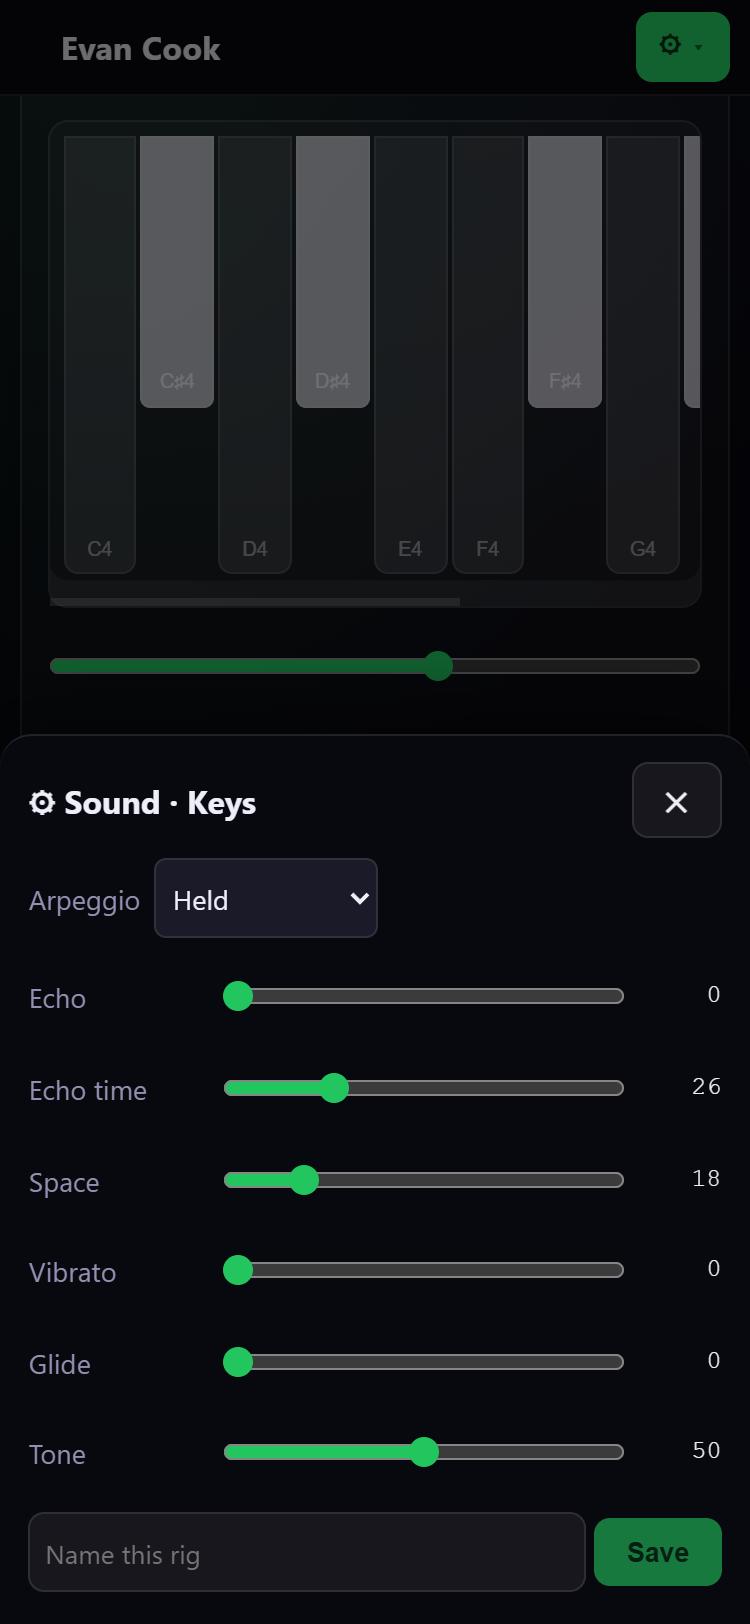 Evan Cook
C♯4 D♯4 F♯4
C4 D4 E4 F4 G4
Sound · Keys
Arpeggio Held
Echo 0
Echo time 26
Space 18
Vibrato 0
Glide 0
Tone 50
Name this rig Save